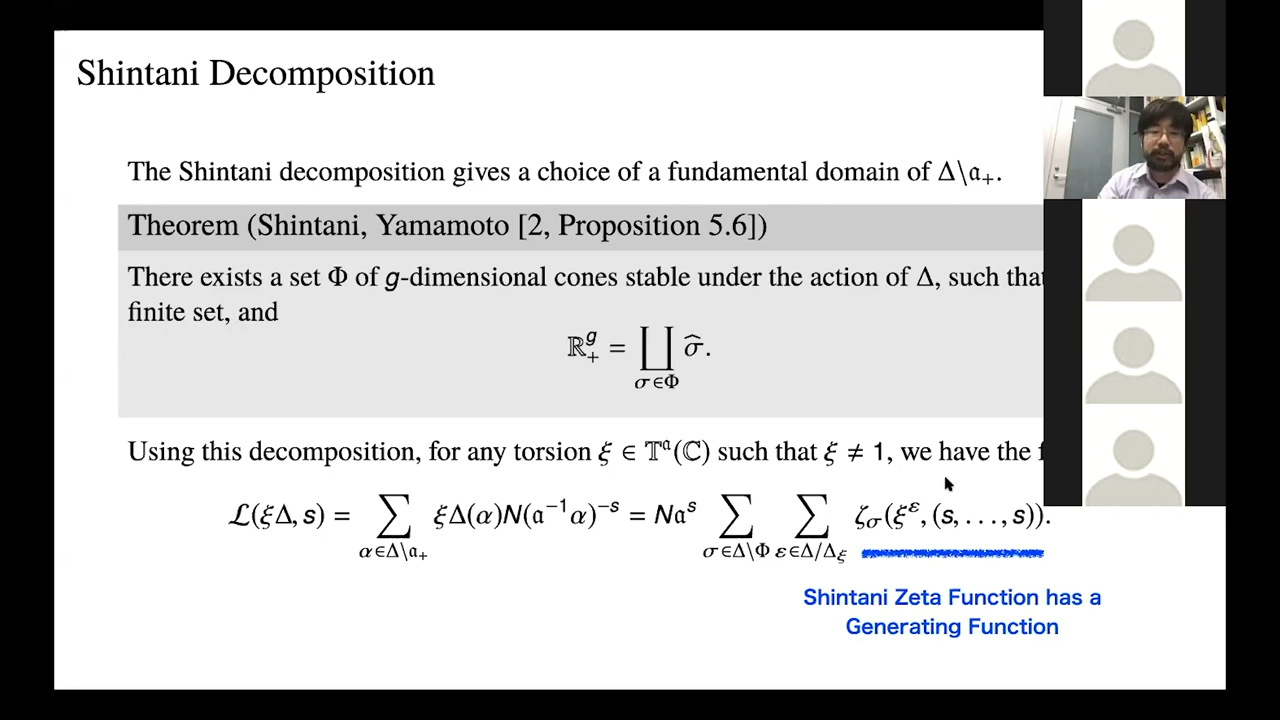 Shintani Decomposition
The Shintani decomposition gives a choice of a fundamental domain of Δ\𝔞₊.
Theorem (Shintani, Yamamoto [2, Proposition 5.6])
There exists a set Φ of g-dimensional cones stable under the action of Δ, such that
finite set, and
ℝ₊ᵍ = ∐_{σ∈Φ} σ̂.
Using this decomposition, for any torsion ξ ∈ 𝕋^𝔞(ℂ) such that ξ ≠ 1, we have the
ℒ(ξΔ, s) = ∑_{α∈Δ\𝔞₊} ξΔ(α)N(𝔞⁻¹α)⁻ˢ = N𝔞ˢ ∑_{σ∈Δ\Φ} ∑_{ε∈Δ/Δ_ξ} ζ_σ(ξ^ε, (s, . . . , s)).
Shintani Zeta Function has a
Generating Function